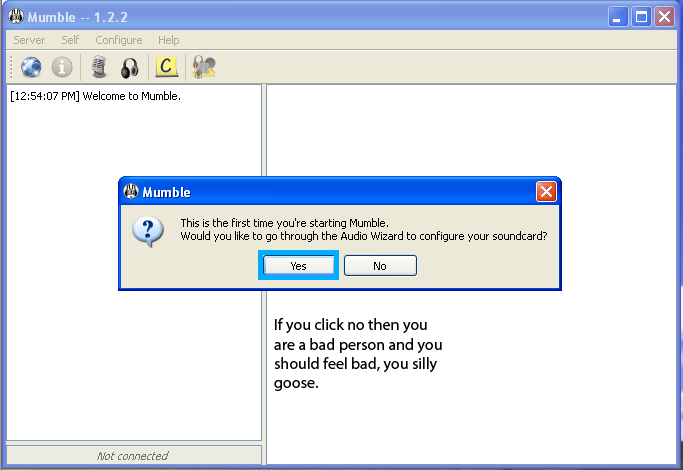 Mumble -- 1.2.2
Server Self Configure Help
C
[12:54:07 PM] Welcome to Mumble.
Mumble
?
This is the first time you're starting Mumble.
Would you like to go through the Audio Wizard to configure your soundcard?
Yes No
If you click no then you
are a bad person and you
should feel bad, you silly
goose.
Not connected